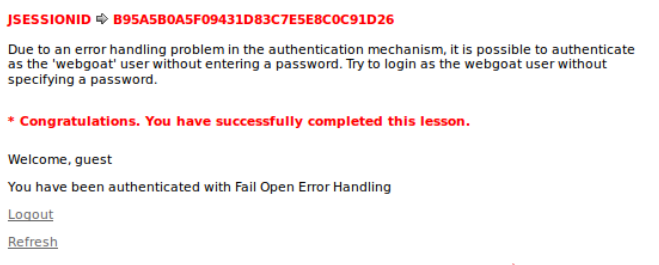 JSESSIONID ⇨ B95A5B0A5F09431D83C7E5E8C0C91D26
Due to an error handling problem in the authentication mechanism, it is possible to authenticate
as the 'webgoat' user without entering a password. Try to login as the webgoat user without
specifying a password.
* Congratulations. You have successfully completed this lesson.
Welcome, guest
You have been authenticated with Fail Open Error Handling
Logout
Refresh